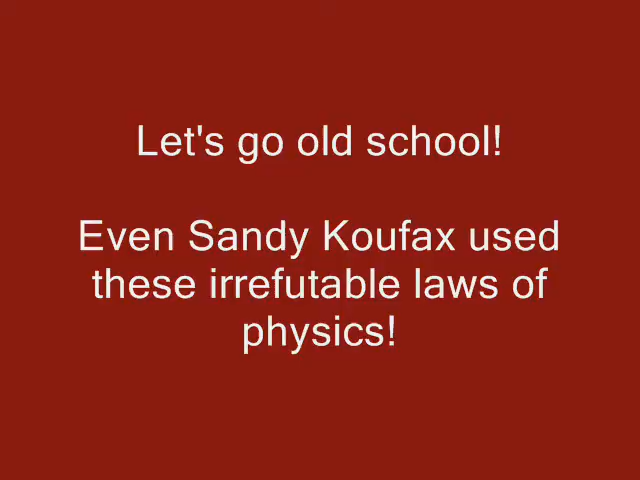 Let's go old school!
Even Sandy Koufax used
these irrefutable laws of
physics!